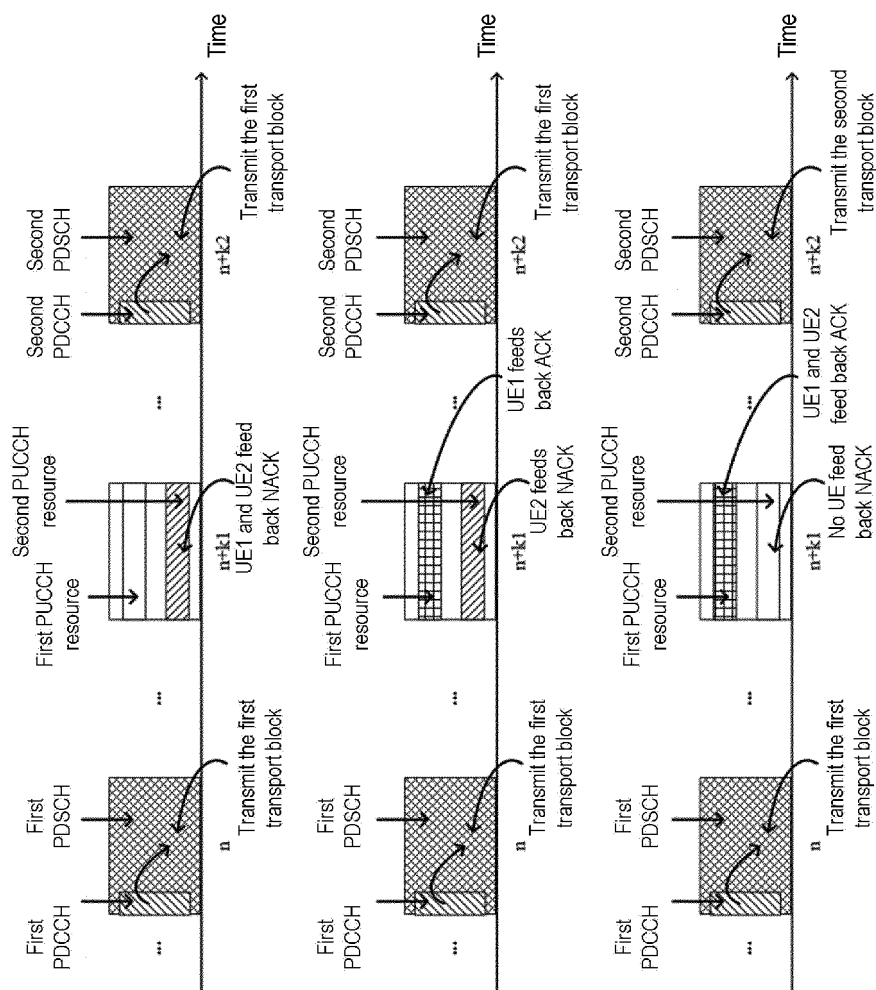 First
PDCCH
First
PDSCH
First PUCCH
resource
Second PUCCH
resource
Second
PDCCH
Second
PDSCH
...
...
...
n
n+k1
n+k2
Time
Transmit the first
transport block
UE1 and UE2 feed
back NACK
Transmit the first
transport block
First
PDCCH
First
PDSCH
First PUCCH
resource
Second PUCCH
resource
Second
PDCCH
Second
PDSCH
...
...
...
n
n+k1
n+k2
Time
Transmit the first
transport block
UE2 feeds
back NACK
UE1 feeds
back ACK
Transmit the first
transport block
First
PDCCH
First
PDSCH
First PUCCH
resource
Second PUCCH
resource
Second
PDCCH
Second
PDSCH
...
...
...
n
n+k1
n+k2
Time
Transmit the first
transport block
No UE feed
back NACK
UE1 and UE2
feed back ACK
Transmit the second
transport block